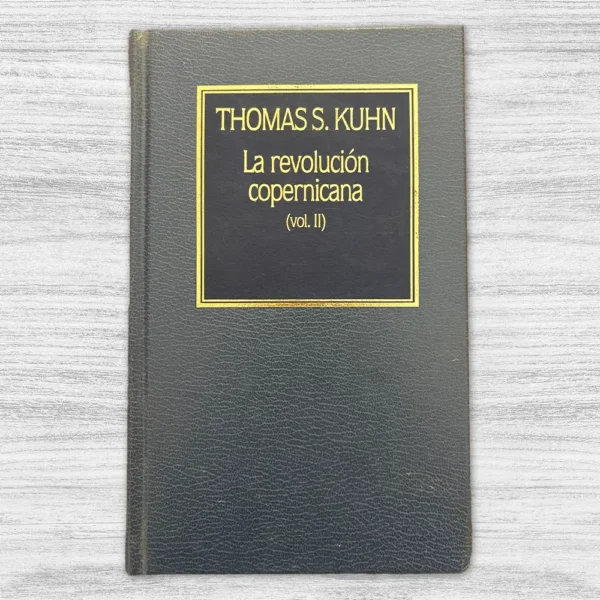 THOMAS S. KUHN
La revolución
copernicana
(vol. II)